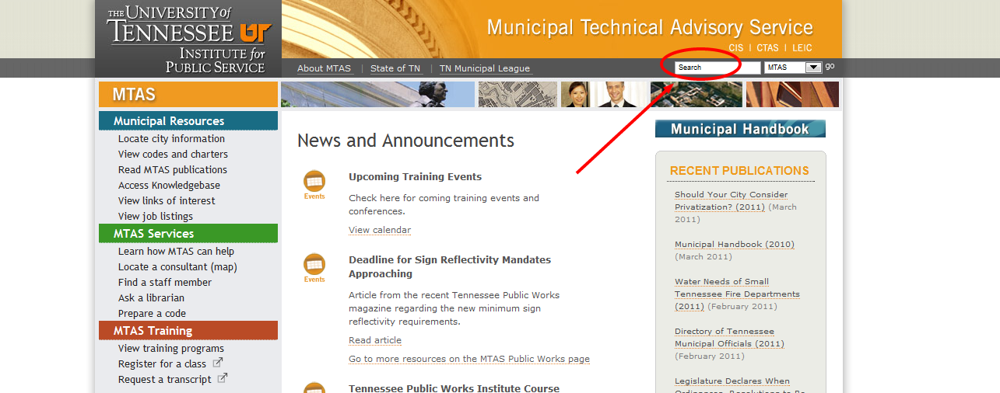 THE UNIVERSITY of
TENNESSEE UT
INSTITUTE for
PUBLIC SERVICE
Municipal Technical Advisory Service
CIS | CTAS | LEIC
About MTAS | State of TN | TN Municipal League
Search MTAS go
MTAS
Municipal Resources
Locate city information
View codes and charters
Read MTAS publications
Access Knowledgebase
View links of interest
View job listings
MTAS Services
Learn how MTAS can help
Locate a consultant (map)
Find a staff member
Ask a librarian
Prepare a code
MTAS Training
View training programs
Register for a class
Request a transcript
News and Announcements
Events
Upcoming Training Events
Check here for coming training events and
conferences.
View calendar
Events
Deadline for Sign Reflectivity Mandates
Approaching
Article from the recent Tennessee Public Works
magazine regarding the new minimum sign
reflectivity requirements.
Read article
Go to more resources on the MTAS Public Works page
Tennessee Public Works Institute Course
Municipal Handbook
RECENT PUBLICATIONS
Should Your City Consider
Privatization? (2011) (March
2011)
Municipal Handbook (2010)
(March 2011)
Water Needs of Small
Tennessee Fire Departments
(2011) (February 2011)
Directory of Tennessee
Municipal Officials (2011)
(February 2011)
Legislature Declares When